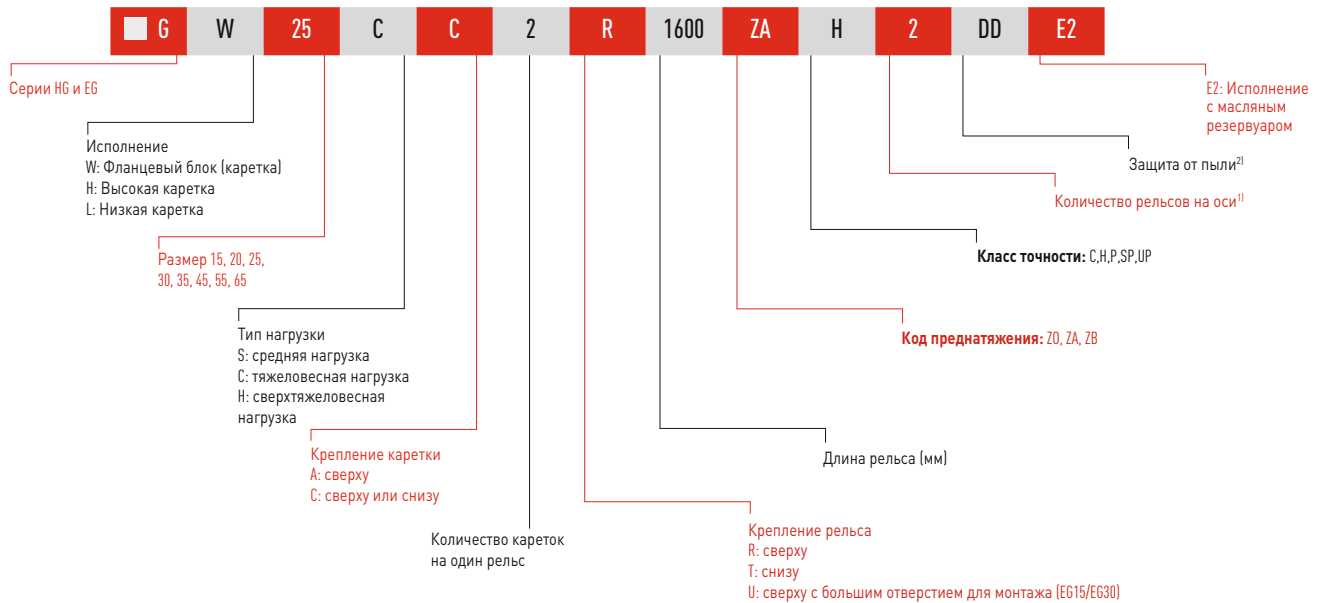 G W 25 C C 2 R 1600 ZA H 2 DD E2
Серии HG и EG
Исполнение
W: Фланцевый блок (каретка)
H: Высокая каретка
L: Низкая каретка
Размер 15, 20, 25,
30, 35, 45, 55, 65
Тип нагрузки
S: средняя нагрузка
C: тяжеловесная нагрузка
H: сверхтяжеловесная
нагрузка
Крепление каретки
A: сверху
C: сверху или снизу
Количество кареток
на один рельс
Крепление рельса
R: сверху
T: снизу
U: сверху с большим отверстием для монтажа (EG15/EG30)
Длина рельса (мм)
Код преднатяжения: Z0, ZA, ZB
Класс точности: C,H,P,SP,UP
Количество рельсов на оси1)
Защита от пыли2)
E2: Исполнение
с масляным
резервуаром